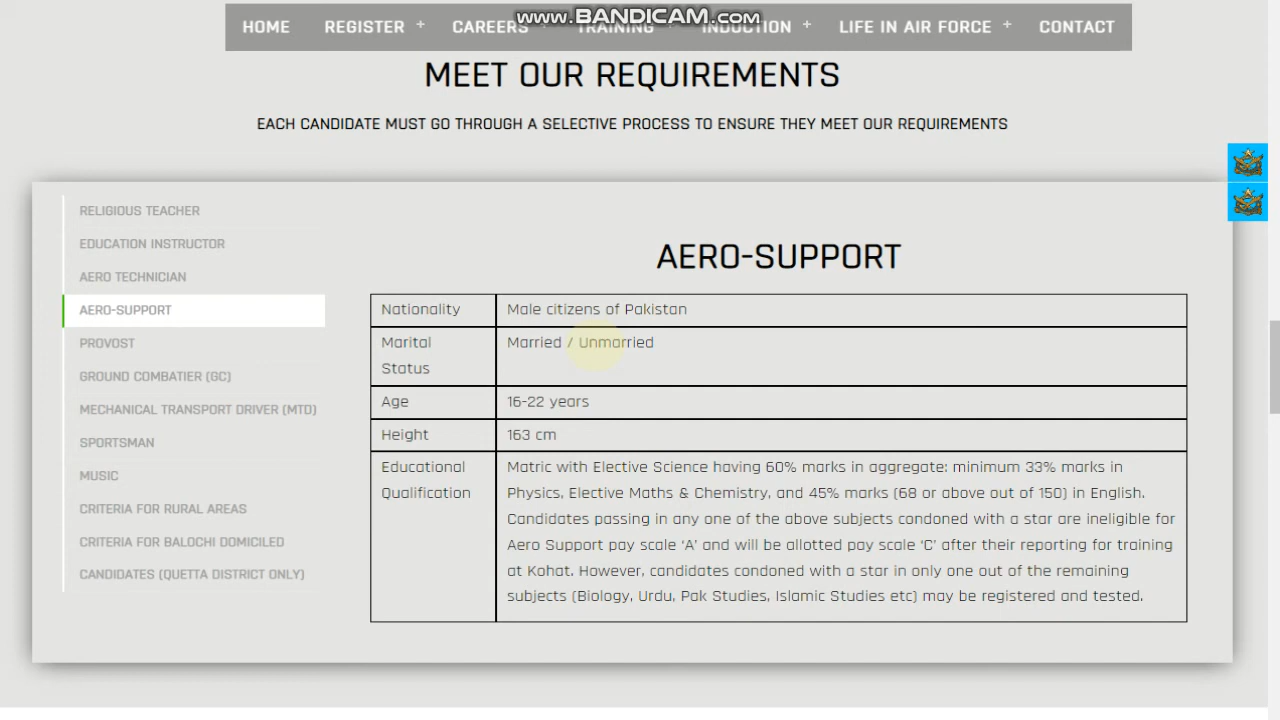 www.BANDICAM.com
HOME REGISTER + CAREERS TRAINING INDUCTION + LIFE IN AIR FORCE + CONTACT
MEET OUR REQUIREMENTS
EACH CANDIDATE MUST GO THROUGH A SELECTIVE PROCESS TO ENSURE THEY MEET OUR REQUIREMENTS
RELIGIOUS TEACHER
EDUCATION INSTRUCTOR
AERO TECHNICIAN
AERO-SUPPORT
PROVOST
GROUND COMBATIER (GC)
MECHANICAL TRANSPORT DRIVER (MTD)
SPORTSMAN
MUSIC
CRITERIA FOR RURAL AREAS
CRITERIA FOR BALOCHI DOMICILED
CANDIDATES (QUETTA DISTRICT ONLY)
AERO-SUPPORT
Nationality Male citizens of Pakistan
Marital Married / Unmarried
Status
Age 16-22 years
Height 163 cm
Educational Matric with Elective Science having 60% marks in aggregate: minimum 33% marks in
Qualification Physics, Elective Maths & Chemistry, and 45% marks (68 or above out of 150) in English.
Candidates passing in any one of the above subjects condoned with a star are ineligible for
Aero Support pay scale ‘A’ and will be allotted pay scale ‘C’ after their reporting for training
at Kohat. However, candidates condoned with a star in only one out of the remaining
subjects (Biology, Urdu, Pak Studies, Islamic Studies etc) may be registered and tested.